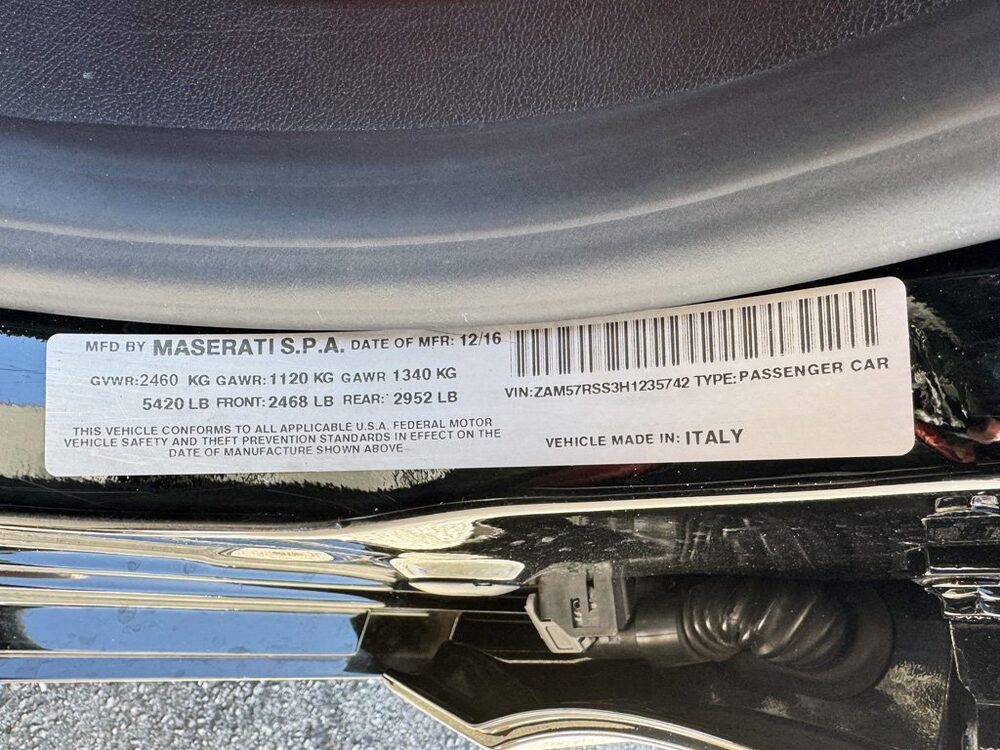 MFD BY MASERATI S.P.A. DATE OF MFR: 12/16
GVWR:2460 KG GAWR:1120 KG GAWR 1340 KG
5420 LB FRONT: 2468 LB REAR: 2952 LB
THIS VEHICLE CONFORMS TO ALL APPLICABLE U.S.A. FEDERAL MOTOR
VEHICLE SAFETY AND THEFT PREVENTION STANDARDS IN EFFECT ON THE
DATE OF MANUFACTURE SHOWN ABOVE
VIN:ZAM57RSS3H1235742 TYPE:PASSENGER CAR
VEHICLE MADE IN: ITALY